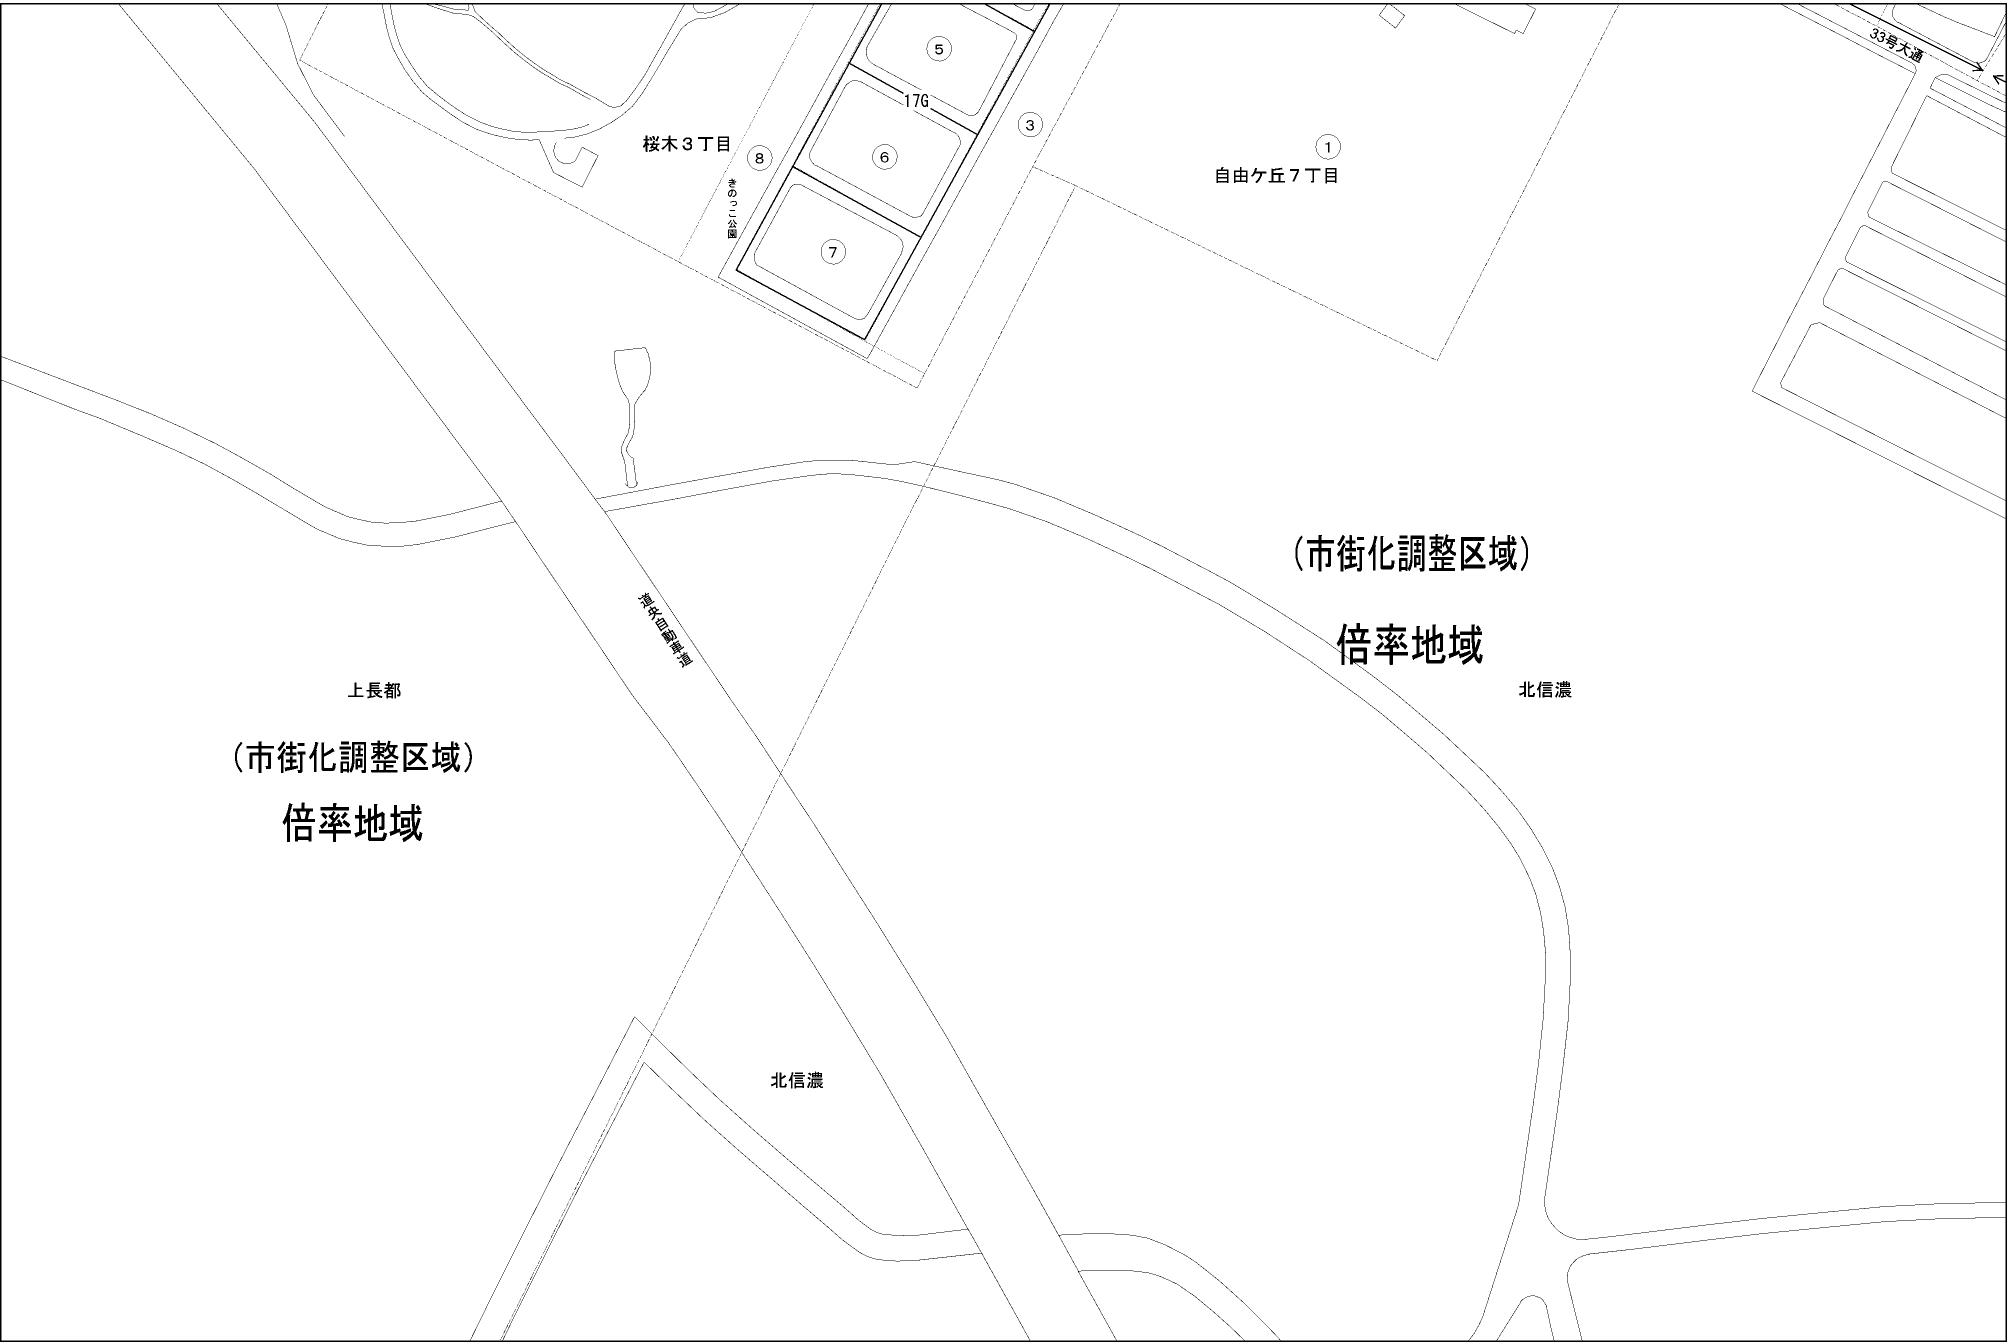 33号大通
5
17G
3
桜木３丁目
8
6
1
自由ケ丘７丁目
きのっこ公園
7
（市街化調整区域）
倍率地域
道央自動車道
上長都
北信濃
（市街化調整区域）
倍率地域
北信濃